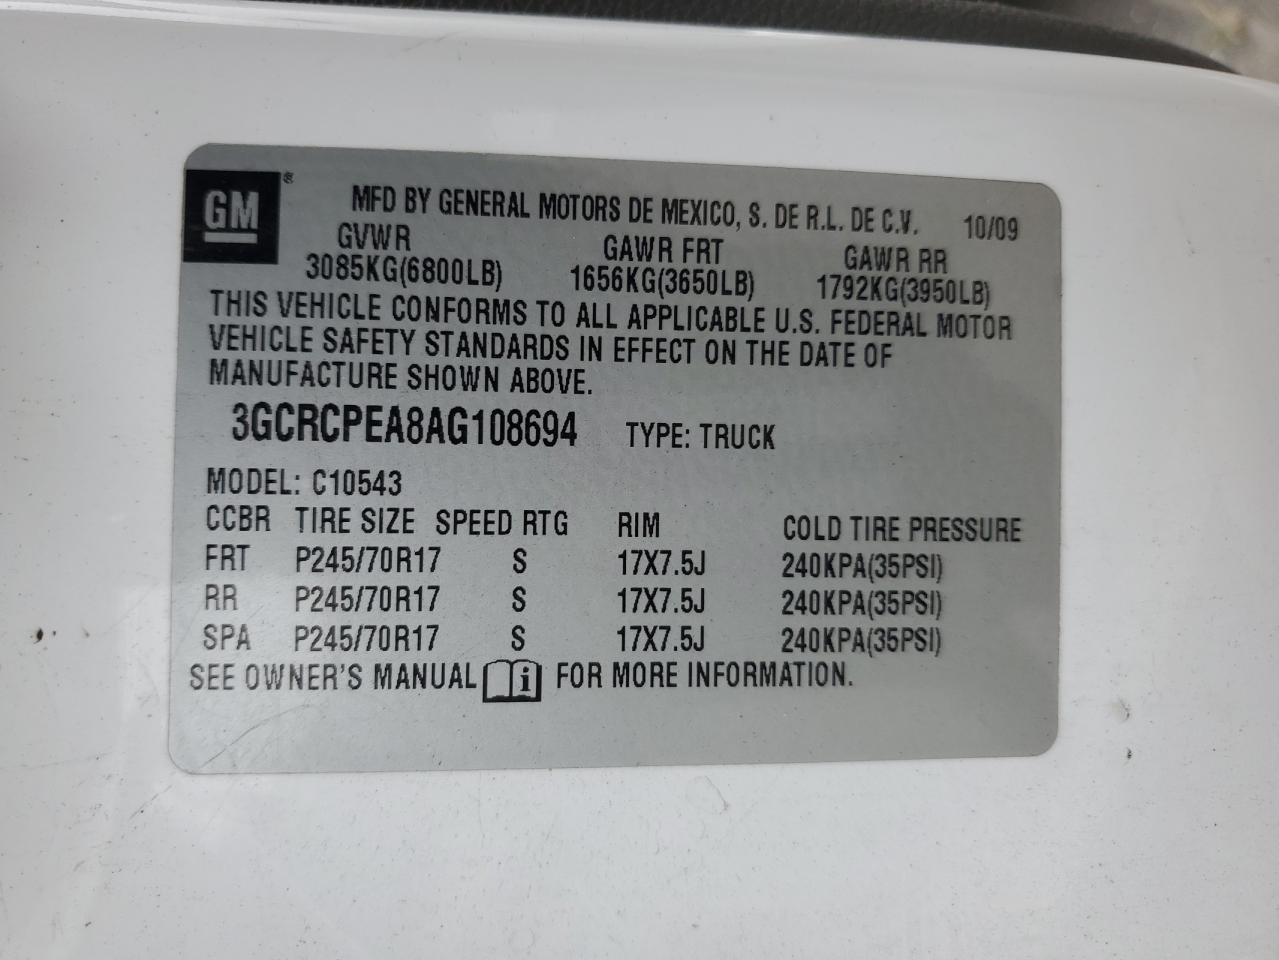 GM ®
MFD BY GENERAL MOTORS DE MEXICO, S. DE R.L. DE C.V. 10/09
GVWR GAWR FRT GAWR RR
3085KG(6800LB) 1656KG(3650LB) 1792KG(3950LB)
THIS VEHICLE CONFORMS TO ALL APPLICABLE U.S. FEDERAL MOTOR
VEHICLE SAFETY STANDARDS IN EFFECT ON THE DATE OF
MANUFACTURE SHOWN ABOVE.
3GCRCPEA8AG108694 TYPE: TRUCK
MODEL: C10543
CCBR TIRE SIZE SPEED RTG RIM COLD TIRE PRESSURE
FRT P245/70R17 S 17X7.5J 240KPA(35PSI)
RR P245/70R17 S 17X7.5J 240KPA(35PSI)
SPA P245/70R17 S 17X7.5J 240KPA(35PSI)
SEE OWNER'S MANUAL i FOR MORE INFORMATION.